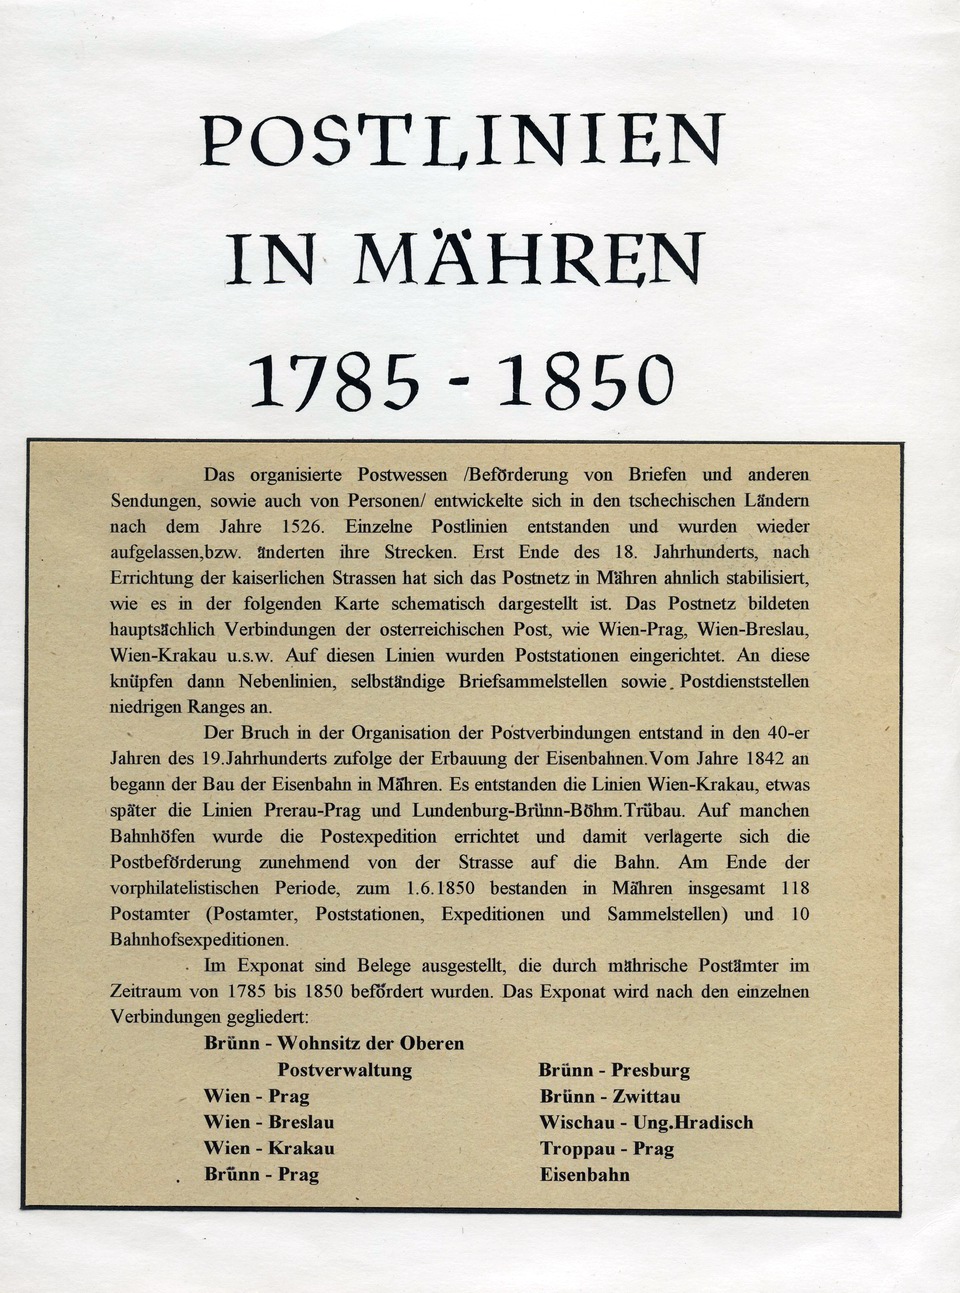 POSTLINIEN
IN MÄHREN
1785 - 1850
Das organisierte Postwessen /Beförderung von Briefen und anderen
Sendungen, sowie auch von Personen/ entwickelte sich in den tschechischen Ländern
nach dem Jahre 1526. Einzelne Postlinien entstanden und wurden wieder
aufgelassen,bzw. änderten ihre Strecken. Erst Ende des 18. Jahrhunderts, nach
Errichtung der kaiserlichen Strassen hat sich das Postnetz in Mähren ahnlich stabilisiert,
wie es in der folgenden Karte schematisch dargestellt ist. Das Postnetz bildeten
hauptsächlich Verbindungen der osterreichischen Post, wie Wien-Prag, Wien-Breslau,
Wien-Krakau u.s.w. Auf diesen Linien wurden Poststationen eingerichtet. An diese
knüpfen dann Nebenlinien, selbständige Briefsammelstellen sowie Postdienststellen
niedrigen Ranges an.
Der Bruch in der Organisation der Postverbindungen entstand in den 40-er
Jahren des 19.Jahrhunderts zufolge der Erbauung der Eisenbahnen.Vom Jahre 1842 an
begann der Bau der Eisenbahn in Mähren. Es entstanden die Linien Wien-Krakau, etwas
später die Linien Prerau-Prag und Lundenburg-Brünn-Böhm.Trübau. Auf manchen
Bahnhöfen wurde die Postexpedition errichtet und damit verlagerte sich die
Postbeförderung zunehmend von der Strasse auf die Bahn. Am Ende der
vorphilatelistischen Periode, zum 1.6.1850 bestanden in Mähren insgesamt 118
Postamter (Postamter, Poststationen, Expeditionen und Sammelstellen) und 10
Bahnhofsexpeditionen.
Im Exponat sind Belege ausgestellt, die durch mährische Postämter im
Zeitraum von 1785 bis 1850 befördert wurden. Das Exponat wird nach den einzelnen
Verbindungen gegliedert:
Brünn - Wohnsitz der Oberen
Postverwaltung
Wien - Prag
Wien - Breslau
Wien - Krakau
Brünn - Prag
Brünn - Presburg
Brünn - Zwittau
Wischau - Ung.Hradisch
Troppau - Prag
Eisenbahn